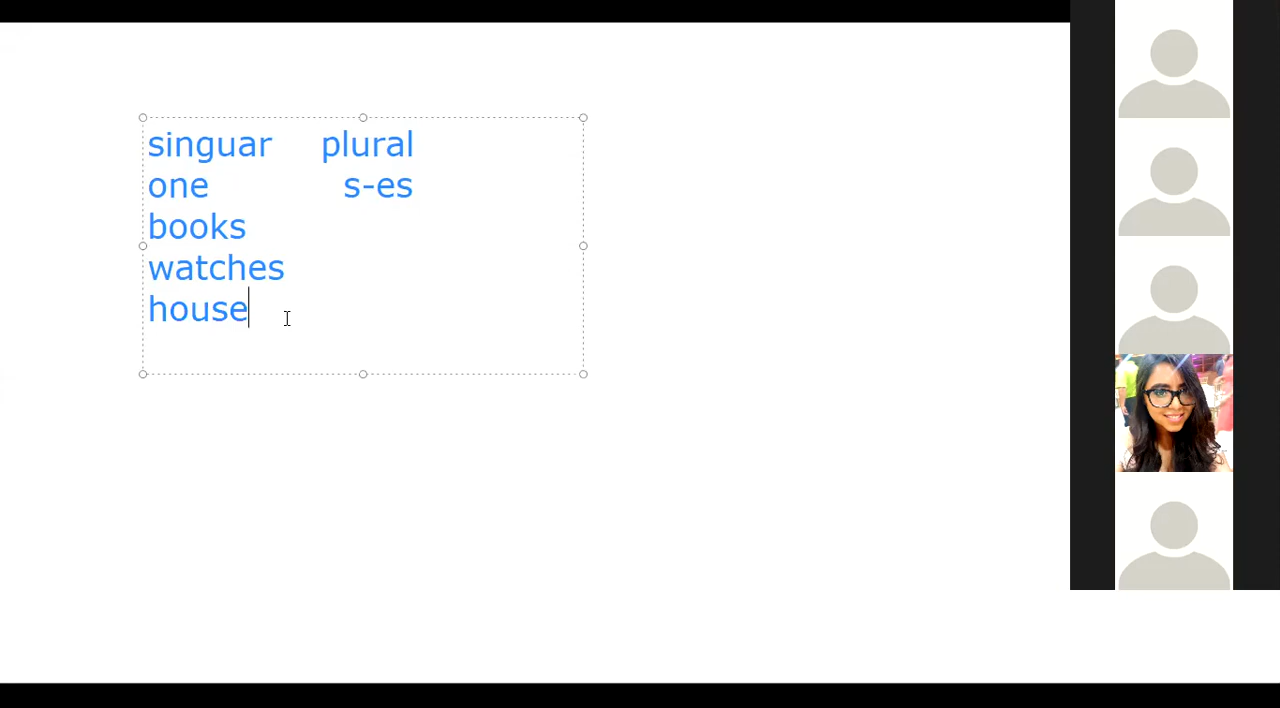 singuar plural
one s-es
books
watches
house